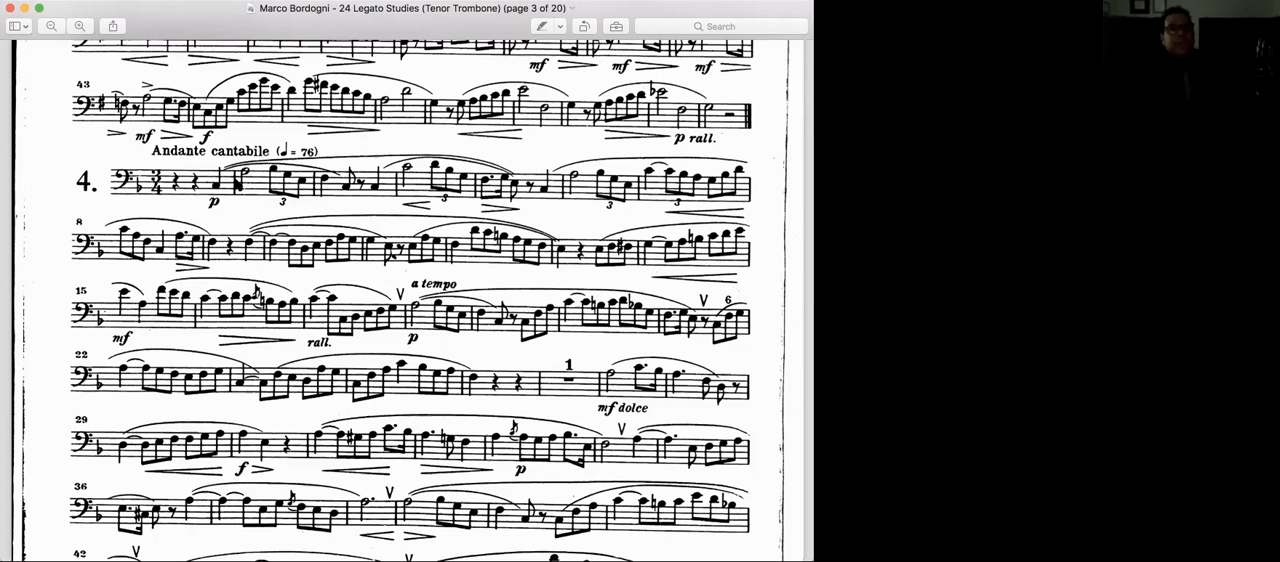 Marco Bordogni - 24 Legato Studies (Tenor Trombone) (page 3 of 20)
Search
mf mf mf
43
mf f p rall.
Andante cantabile (♩ = 76)
4. 3/4
p 3 3 3 3
8
15 a tempo 6
mf rall. p
22 1
mf dolce
29
f p
36
42